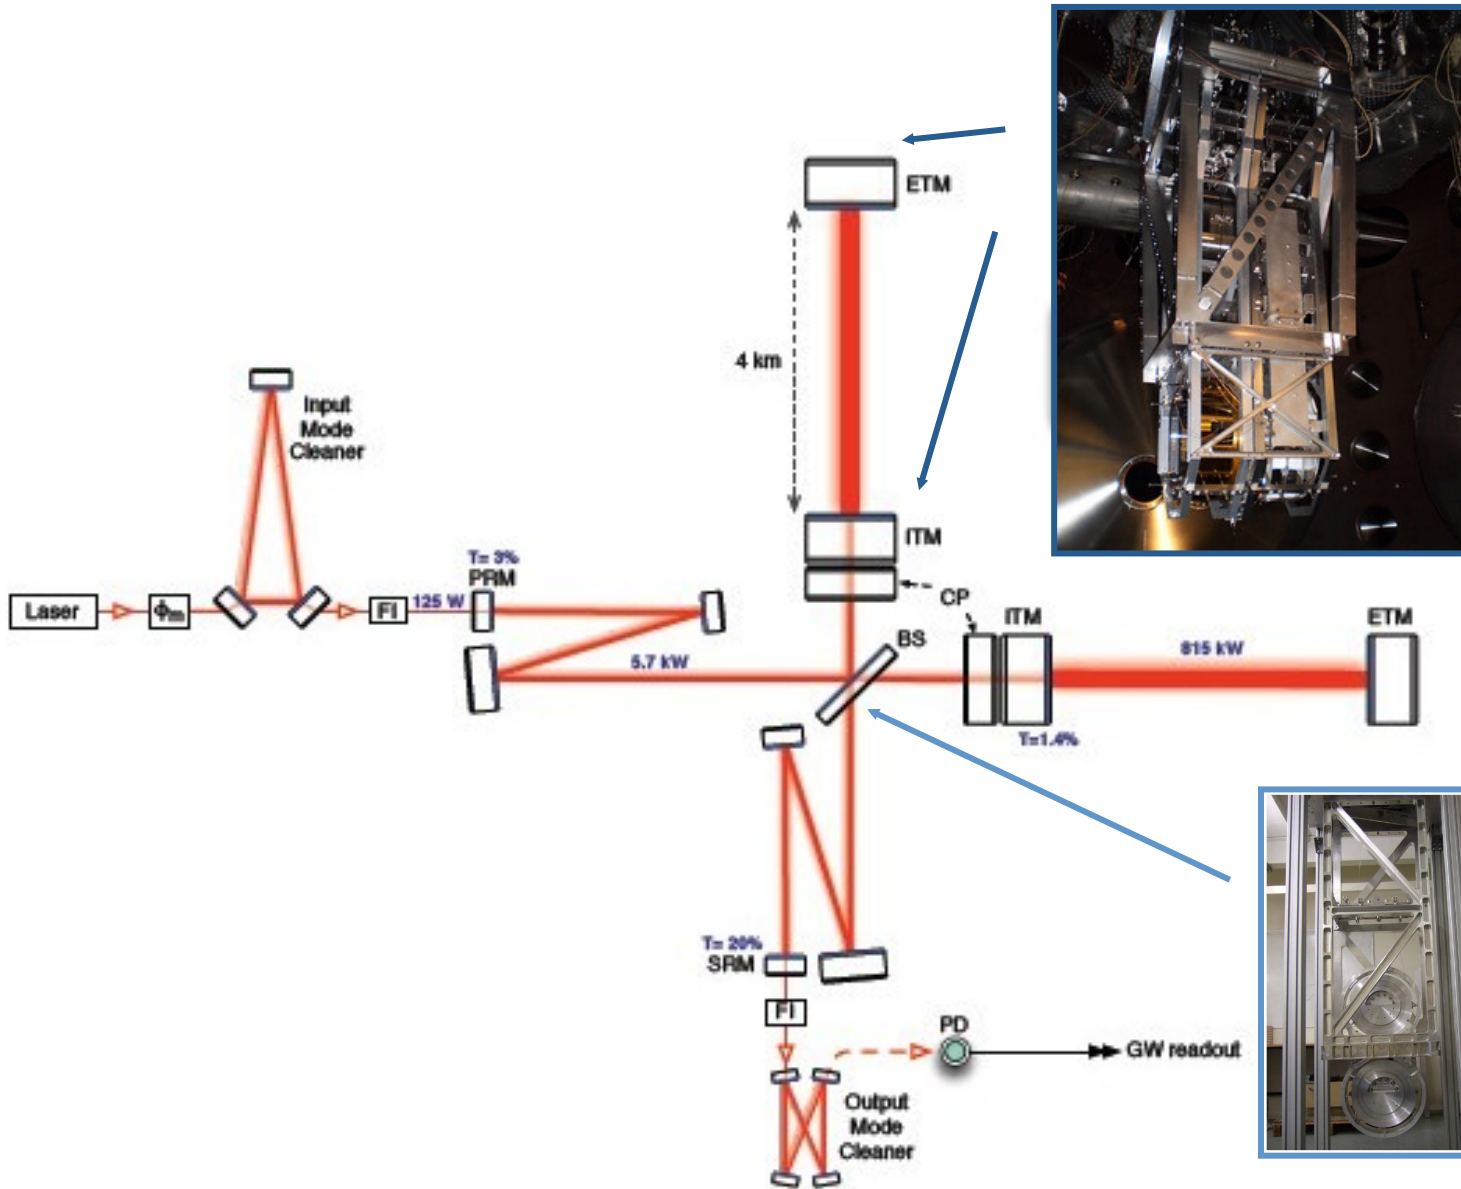 ETM
4 km
Input
Mode
Cleaner
ITM
T= 3%
PRM
Laser
Φm
FI
125 W
CP
ITM
ETM
BS
5.7 kW
815 kW
T=1.4%
T= 20%
SRM
FI
PD
GW readout
Output
Mode
Cleaner